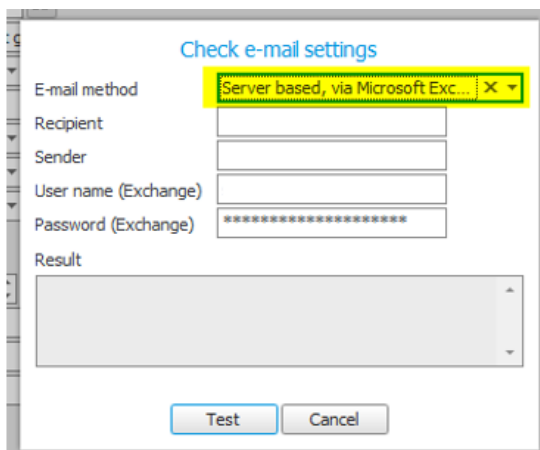 Check e-mail settings
E-mail method Server based, via Microsoft Exc...
Recipient
Sender
User name (Exchange)
Password (Exchange) ********************
Result
Test Cancel